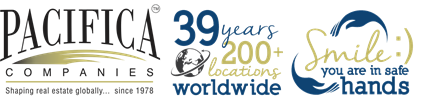 PACIFICA
TM
COMPANIES
Shaping real estate globally... since 1978
39 years
200+
locations
worldwide
Smile :)
you are in safe
hands